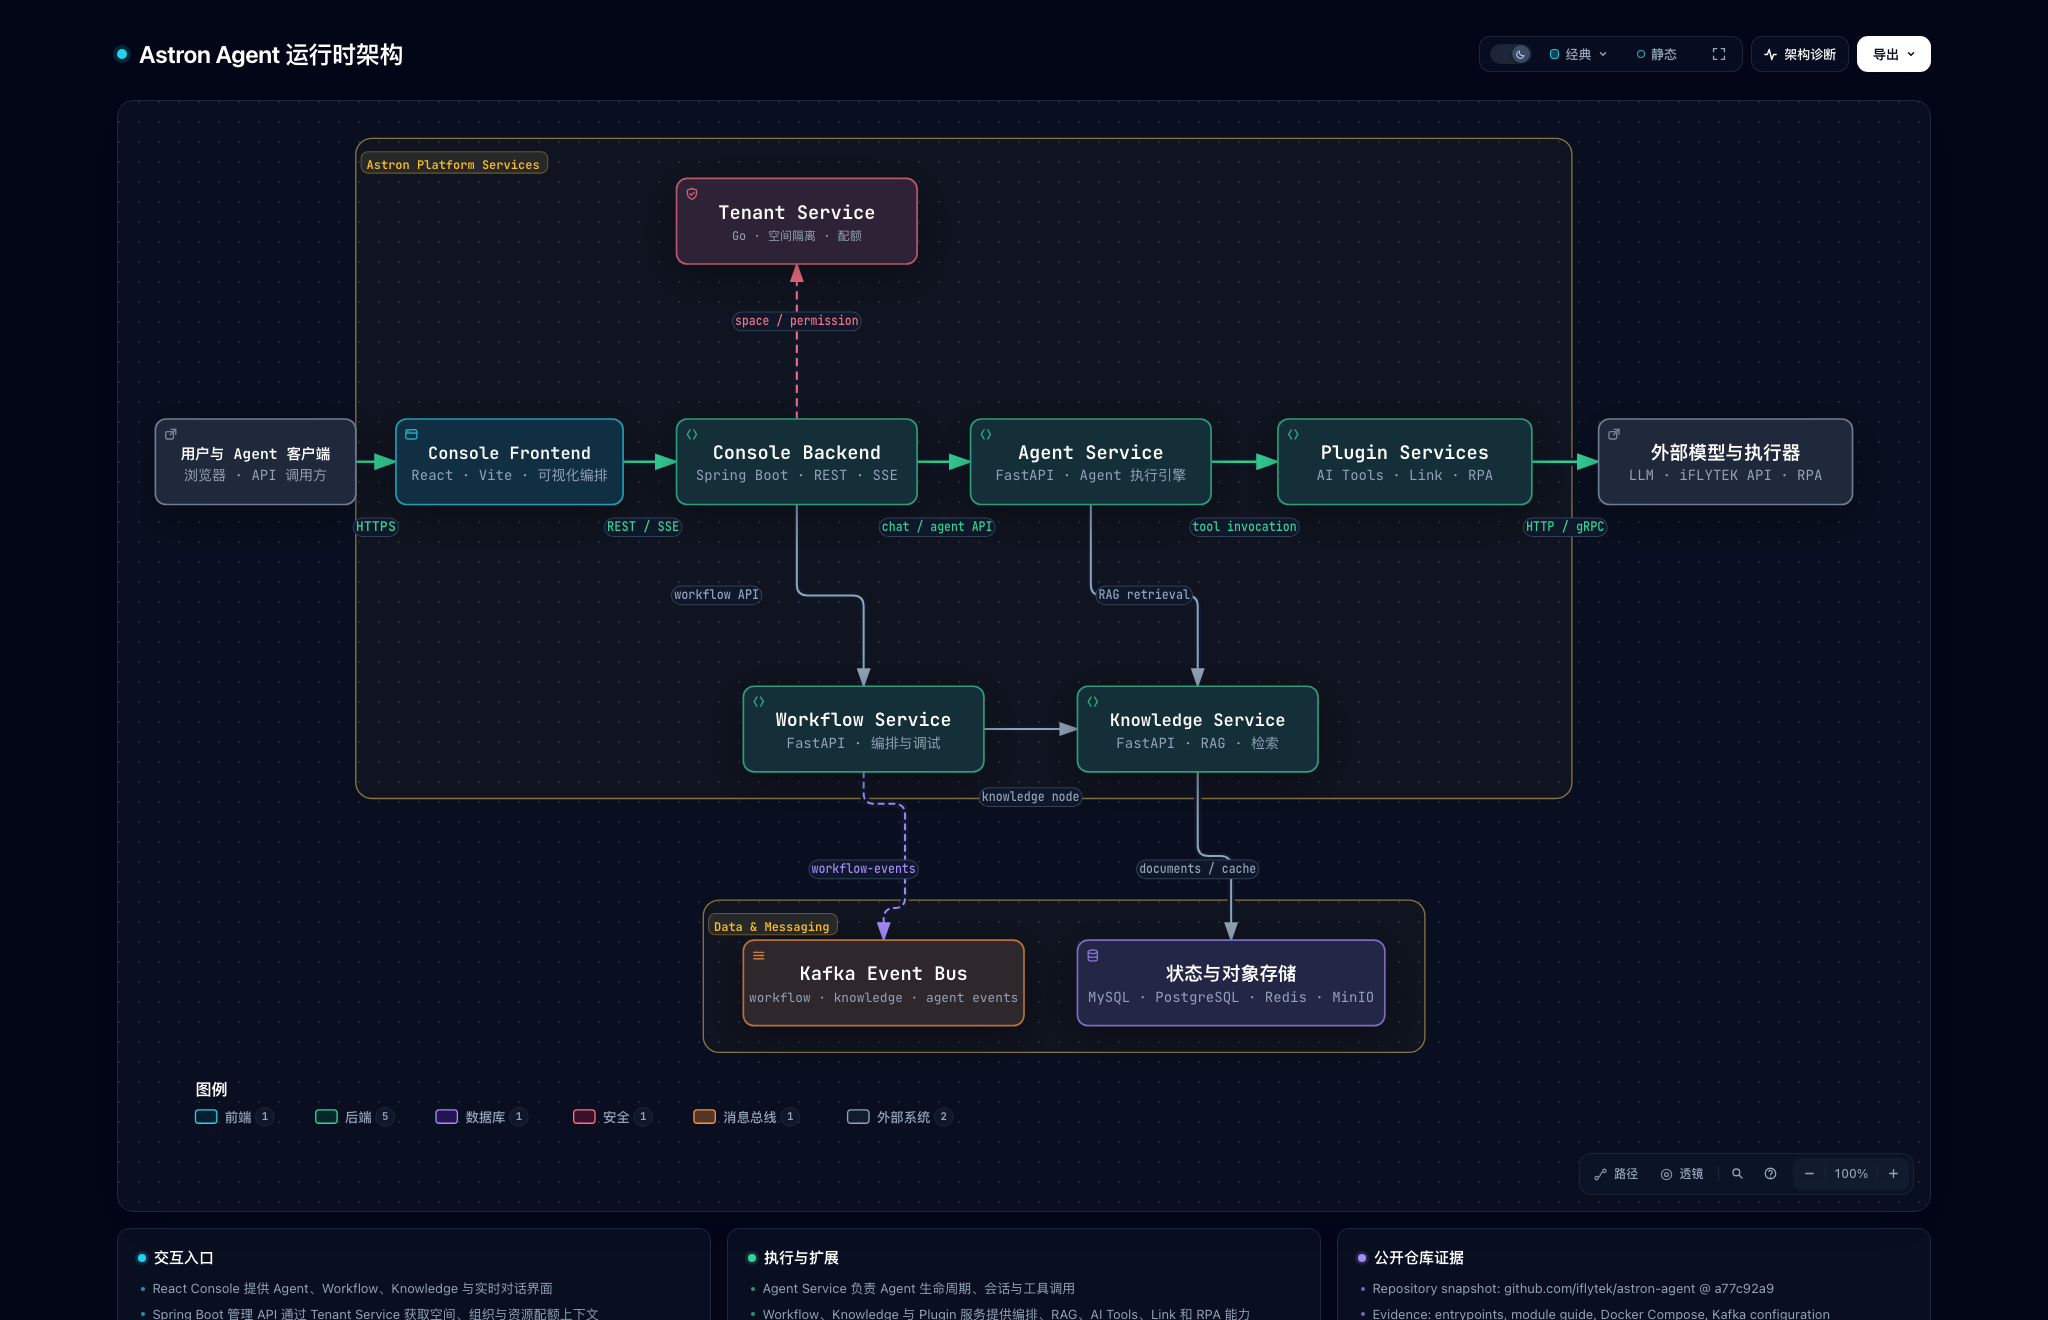 Astron Agent 运行时架构
经典
静态
架构诊断
导出
Astron Platform Services
Tenant Service
Go · 空间隔离 · 配额
space / permission
用户与 Agent 客户端
浏览器 · API 调用方
Console Frontend
React · Vite · 可视化编排
Console Backend
Spring Boot · REST · SSE
Agent Service
FastAPI · Agent 执行引擎
Plugin Services
AI Tools · Link · RPA
外部模型与执行器
LLM · iFLYTEK API · RPA
HTTPS
REST / SSE
chat / agent API
tool invocation
HTTP / gRPC
workflow API
RAG retrieval
Workflow Service
FastAPI · 编排与调试
Knowledge Service
FastAPI · RAG · 检索
knowledge node
workflow-events
documents / cache
Data & Messaging
Kafka Event Bus
workflow · knowledge · agent events
状态与对象存储
MySQL · PostgreSQL · Redis · MinIO
图例
前端 1
后端 5
数据库 1
安全 1
消息总线 1
外部系统 2
路径
透镜
100%
交互入口
React Console 提供 Agent、Workflow、Knowledge 与实时对话界面
Spring Boot 管理 API 通过 Tenant Service 获取空间、组织与资源配额上下文
执行与扩展
Agent Service 负责 Agent 生命周期、会话与工具调用
Workflow、Knowledge 与 Plugin 服务提供编排、RAG、AI Tools、Link 和 RPA 能力
公开仓库证据
Repository snapshot: github.com/iflytek/astron-agent @ a77c92a9
Evidence: entrypoints, module guide, Docker Compose, Kafka configuration